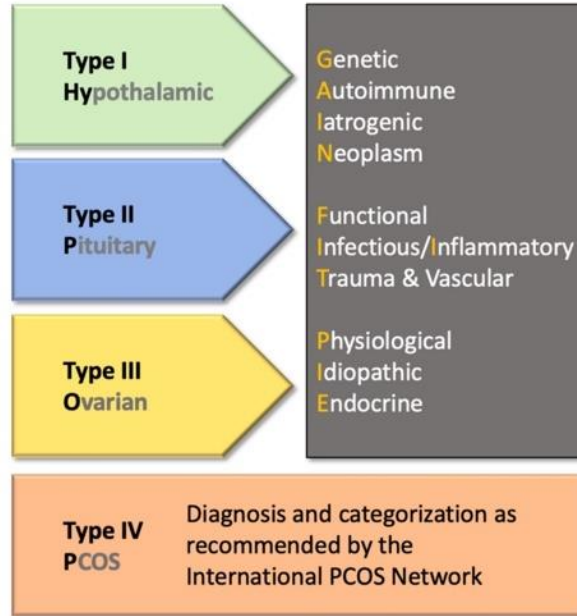 Type I
Hypothalamic
Genetic
Autoimmune
Iatrogenic
Neoplasm
Type II
Pituitary
Functional
Infectious/Inflammatory
Trauma & Vascular
Type III
Ovarian
Physiological
Idiopathic
Endocrine
Type IV
PCOS
Diagnosis and categorization as
recommended by the
International PCOS Network